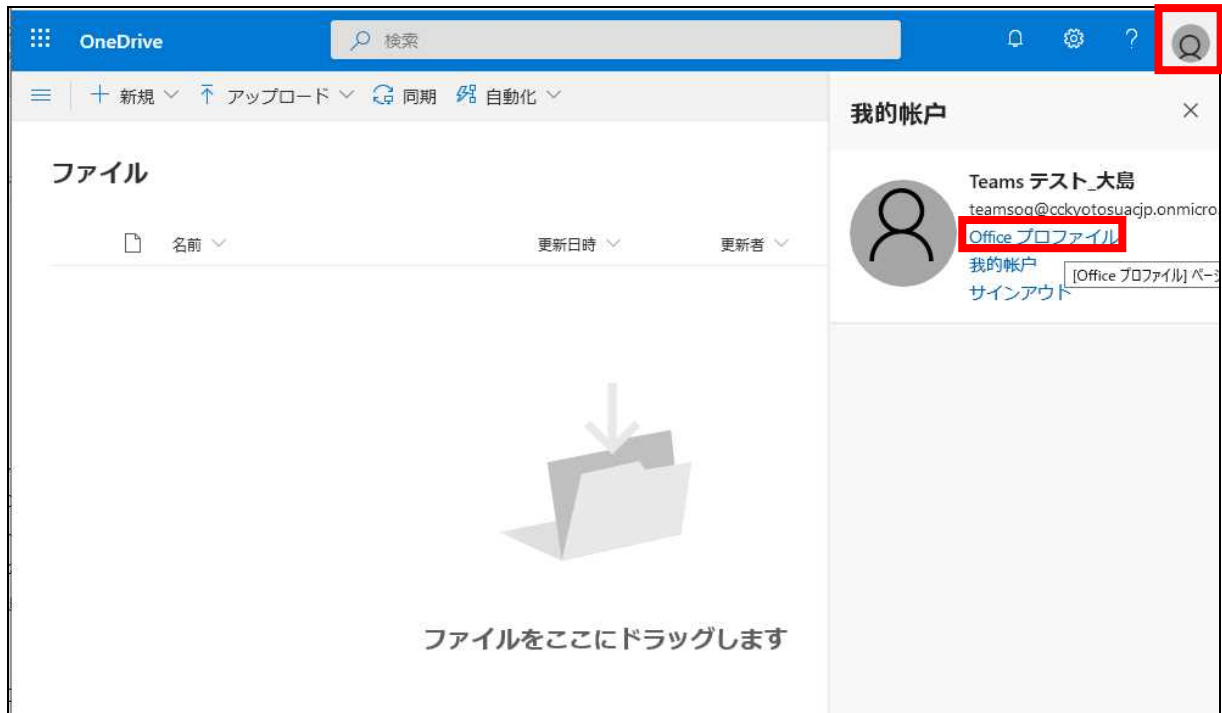 OneDrive
検索
?
新規
アップロード
同期
自動化
我的帐户
ファイル
Teams テスト_大島
teamsoq@cckyotosuacjp.onmicro
Office プロファイル
名前
更新日時
更新者
我的帐户
[Office プロファイル] ページ
サインアウト
ファイルをここにドラッグします